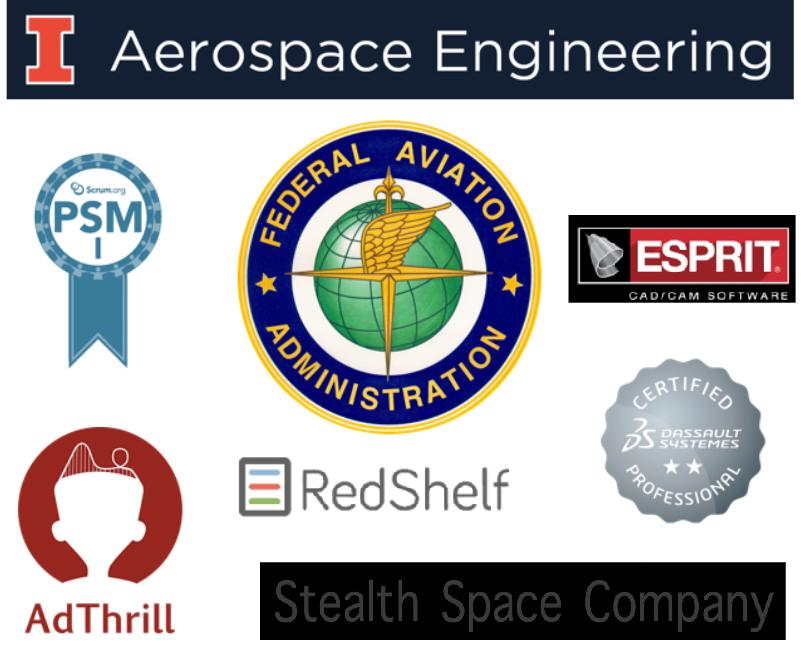 I Aerospace Engineering
Scrum.org
PSM
I
FEDERAL AVIATION
ADMINISTRATION
ESPRIT®
CAD/CAM SOFTWARE
CERTIFIED
3DS DASSAULT
SYSTEMES
PROFESSIONAL
RedShelf
AdThrill
Stealth Space Company